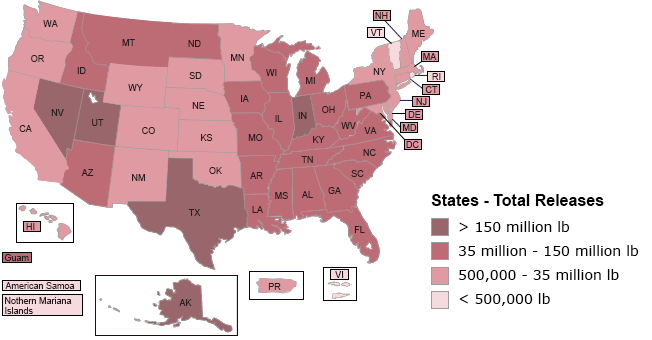 NH
WA
VT
ME
MT
ND
OR
MN
ID
WI
MA
SD
NY
MI
RI
WY
CT
IA
PA
NE
NJ
NV
OH
IL
IN
DE
UT
WV
CA
CO
VA
MD
KS
MO
KY
DC
NC
TN
OK
AZ
NM
AR
SC
MS
AL
GA
TX
LA
FL
HI
Guam
American Samoa
Nothern Mariana
Islands
AK
PR
VI
States - Total Releases
> 150 million lb
35 million - 150 million lb
500,000 - 35 million lb
< 500,000 lb